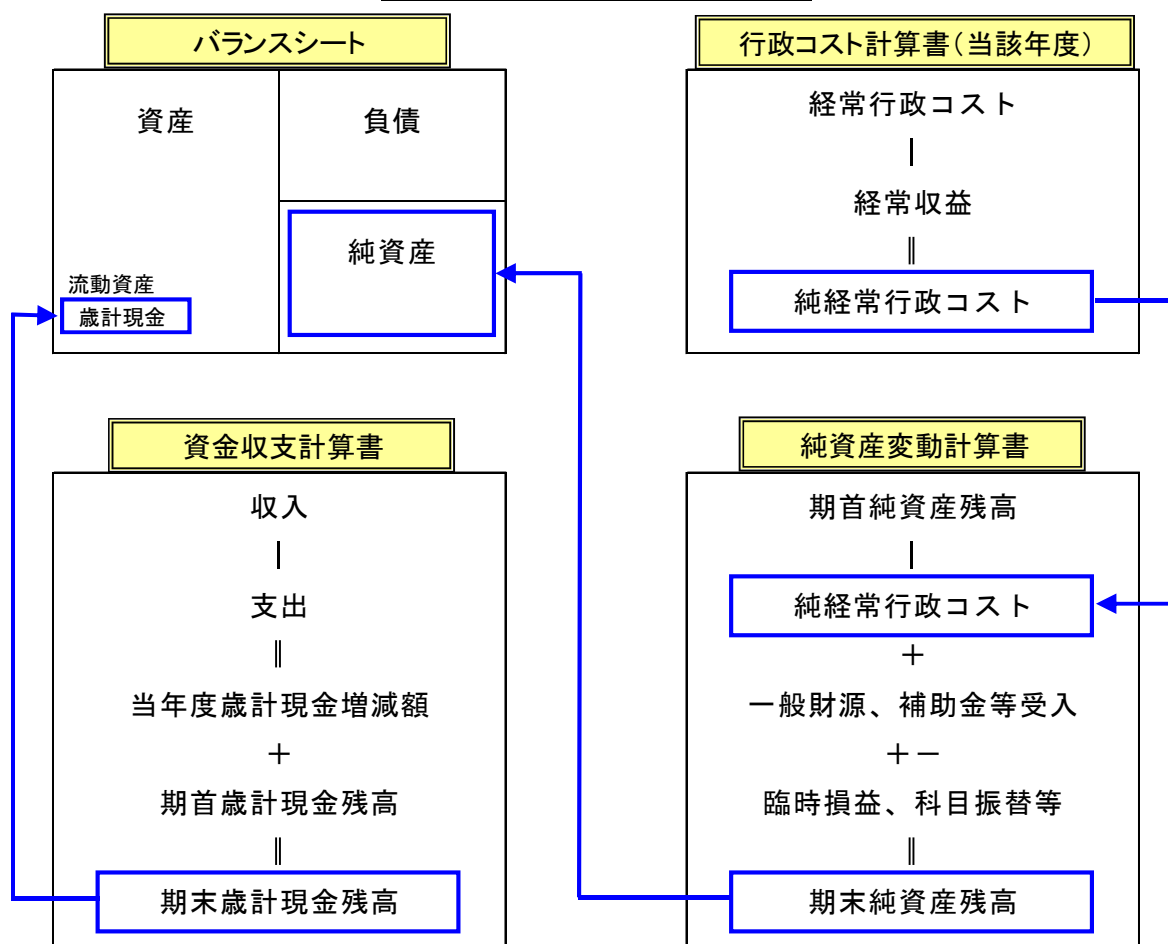 バランスシート
資産
負債
純資産
流動資産
歳計現金
行政コスト計算書（当該年度）
経常行政コスト
－
経常収益
＝
純経常行政コスト
資金収支計算書
収入
－
支出
＝
当年度歳計現金増減額
＋
期首歳計現金残高
＝
期末歳計現金残高
純資産変動計算書
期首純資産残高
－
純経常行政コスト
＋
一般財源、補助金等受入
＋－
臨時損益、科目振替等
＝
期末純資産残高